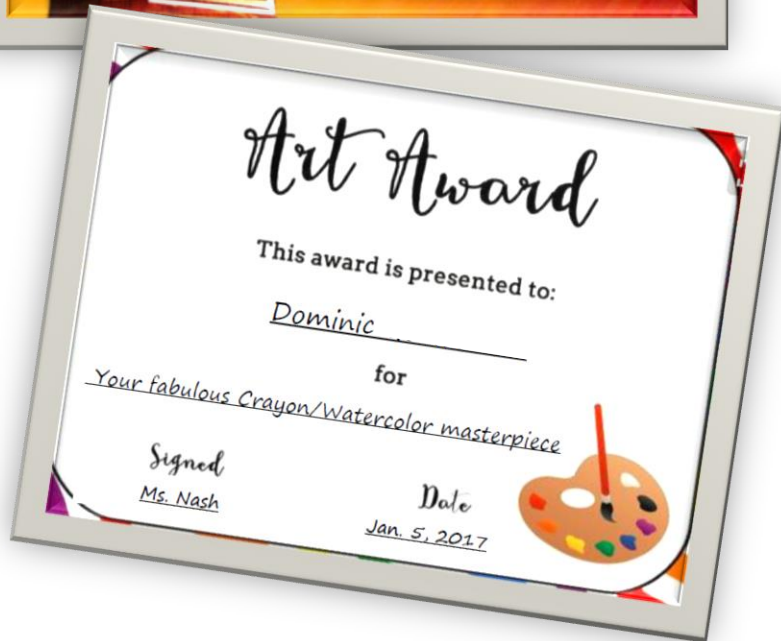 Art Award
This award is presented to:
Dominic
for
Your fabulous Crayon/Watercolor masterpiece
Signed
Ms. Nash
Date
Jan. 5, 2017